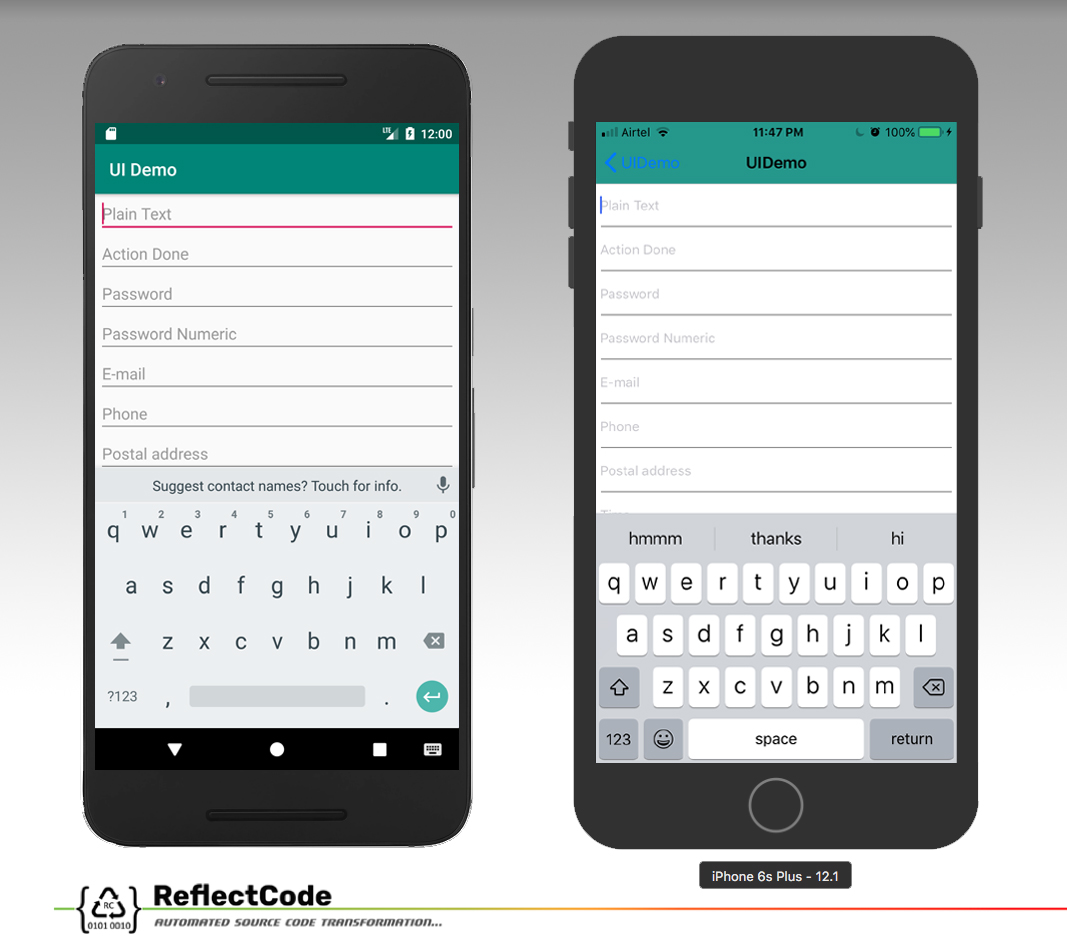 LTE 12:00
UI Demo
Plain Text
Action Done
Password
Password Numeric
E-mail
Phone
Postal address
Suggest contact names? Touch for info.
1 2 3 4 5 6 7 8 9 0
q w e r t y u i o p
a s d f g h j k l
z x c v b n m
?123 , .
Airtel 11:47 PM 100%
UIDemo UIDemo
Plain Text
Action Done
Password
Password Numeric
E-mail
Phone
Postal address
hmmm thanks hi
q w e r t y u i o p
a s d f g h j k l
z x c v b n m
123 space return
iPhone 6s Plus - 12.1
RC
0101 0010
ReflectCode
AUTOMATED SOURCE CODE TRANSFORMATION...